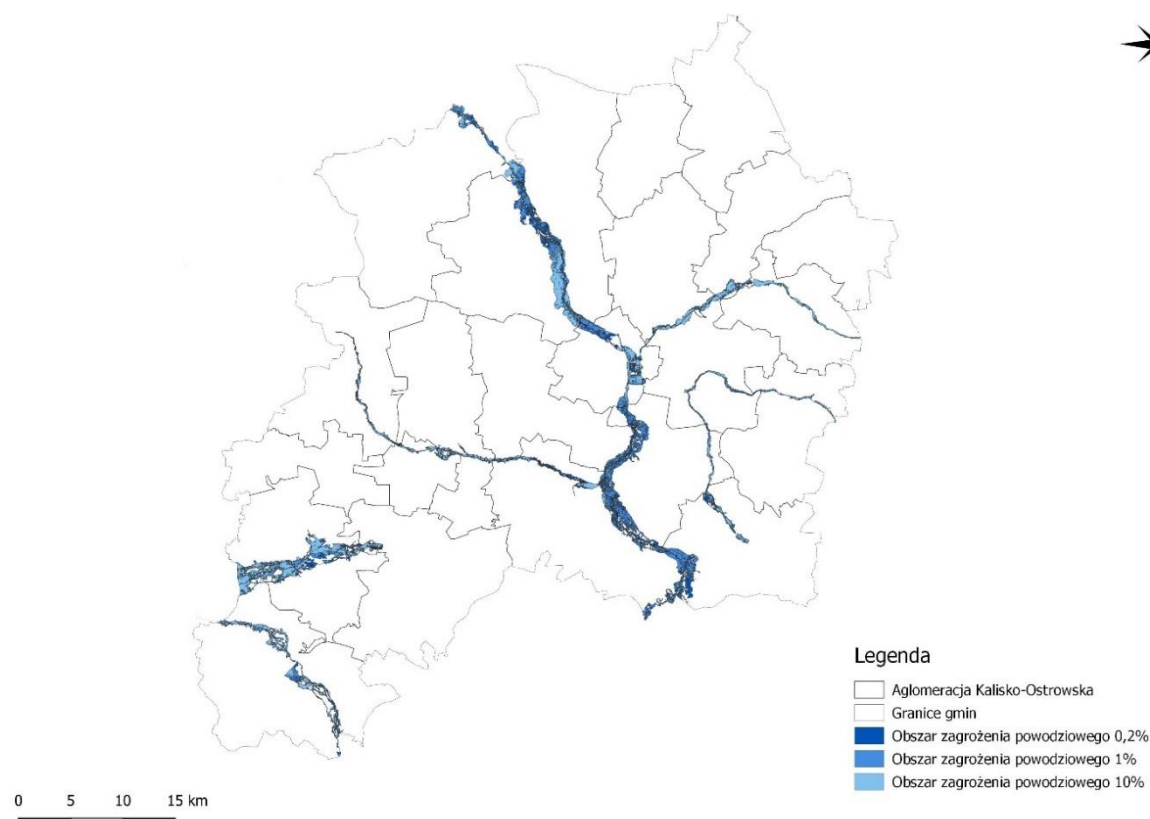 Legenda
Aglomeracja Kalisko-Ostrowska
Granice gmin
Obszar zagrożenia powodziowego 0,2%
Obszar zagrożenia powodziowego 1%
Obszar zagrożenia powodziowego 10%
0 5 10 15 km